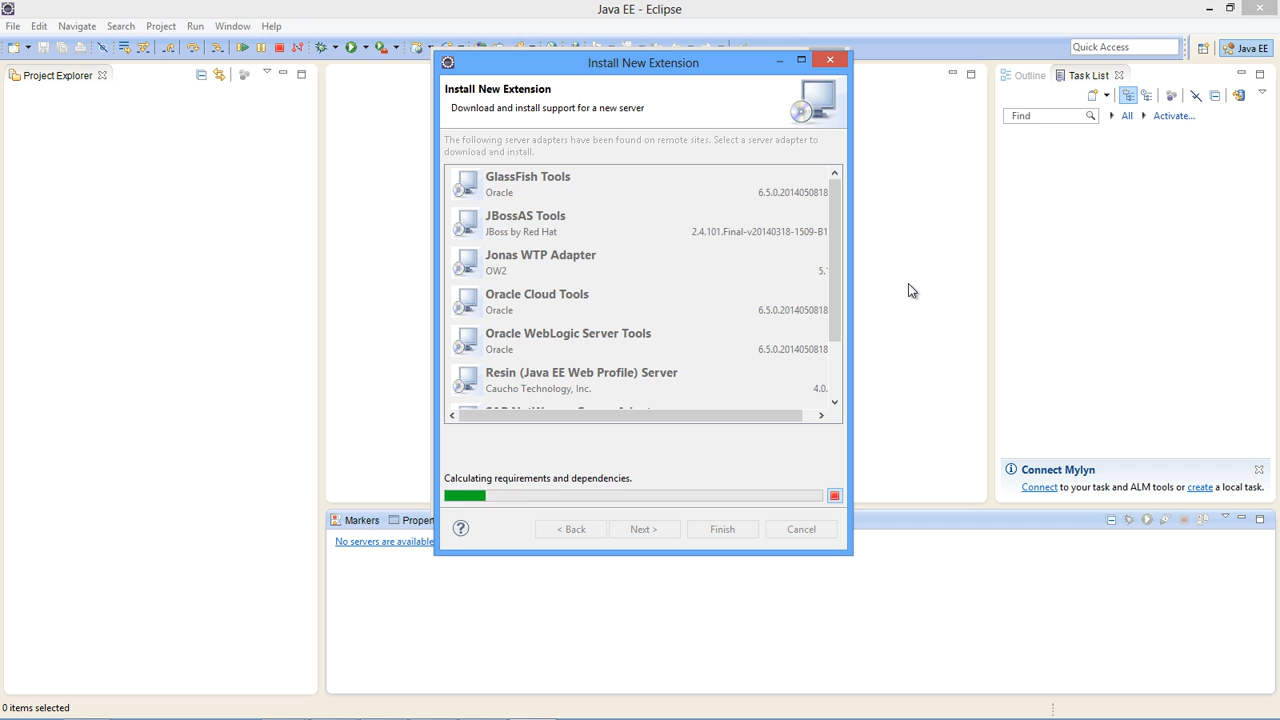 Java EE - Eclipse
File Edit Navigate Search Project Run Window Help
Quick Access
Java EE
Project Explorer
Install New Extension
Install New Extension
Download and install support for a new server
The following server adapters have been found on remote sites. Select a server adapter to
download and install.
GlassFish Tools
Oracle 6.5.0.2014050818
JBossAS Tools
JBoss by Red Hat 2.4.101.Final-v20140318-1509-B1
Jonas WTP Adapter
OW2 5.
Oracle Cloud Tools
Oracle 6.5.0.2014050818
Oracle WebLogic Server Tools
Oracle 6.5.0.2014050818
Resin (Java EE Web Profile) Server
Caucho Technology, Inc. 4.0.
Calculating requirements and dependencies.
< Back Next > Finish Cancel
Outline Task List
Find All Activate...
Connect Mylyn
Connect to your task and ALM tools or create a local task.
Markers Propert
No servers are available
0 items selected